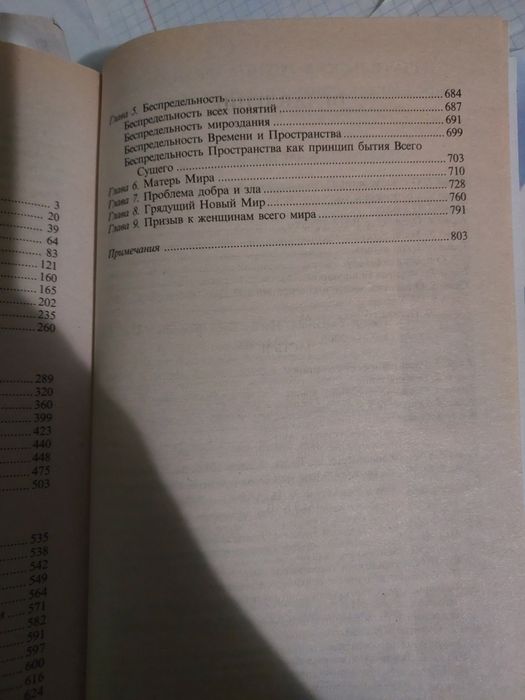 3
20
39
64
83
121
160
165
202
235
260
289
320
360
399
423
440
448
475
503
535
538
542
549
564
571
582
591
597
600
616
624
Глава 5. Беспредельность 684
Беспредельность всех понятий 687
Беспредельность мироздания 691
Беспредельность Времени и Пространства 699
Беспредельность Пространства как принцип бытия Всего
Сущего 703
Глава 6. Матерь Мира 710
Глава 7. Проблема добра и зла 728
Глава 8. Грядущий Новый Мир 760
Глава 9. Призыв к женщинам всего мира 791
Примечания 803